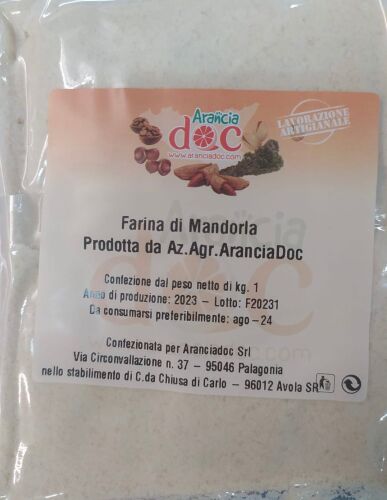 Arancia
doc
www.aranciadoc.com
LAVORAZIONE
ARTIGIANALE
Farina di Mandorla
Prodotta da Az.Agr.AranciaDoc
Confezione dal peso netto di kg. 1
Anno di produzione: 2023 – Lotto: F20231
Da consumarsi preferibilmente: ago –24
Confezionata per Aranciadoc Srl
Via Circonvallazione n. 37 – 95046 Palagonia
nello stabilimento di C.da Chiusa di Carlo – 96012 Avola SR